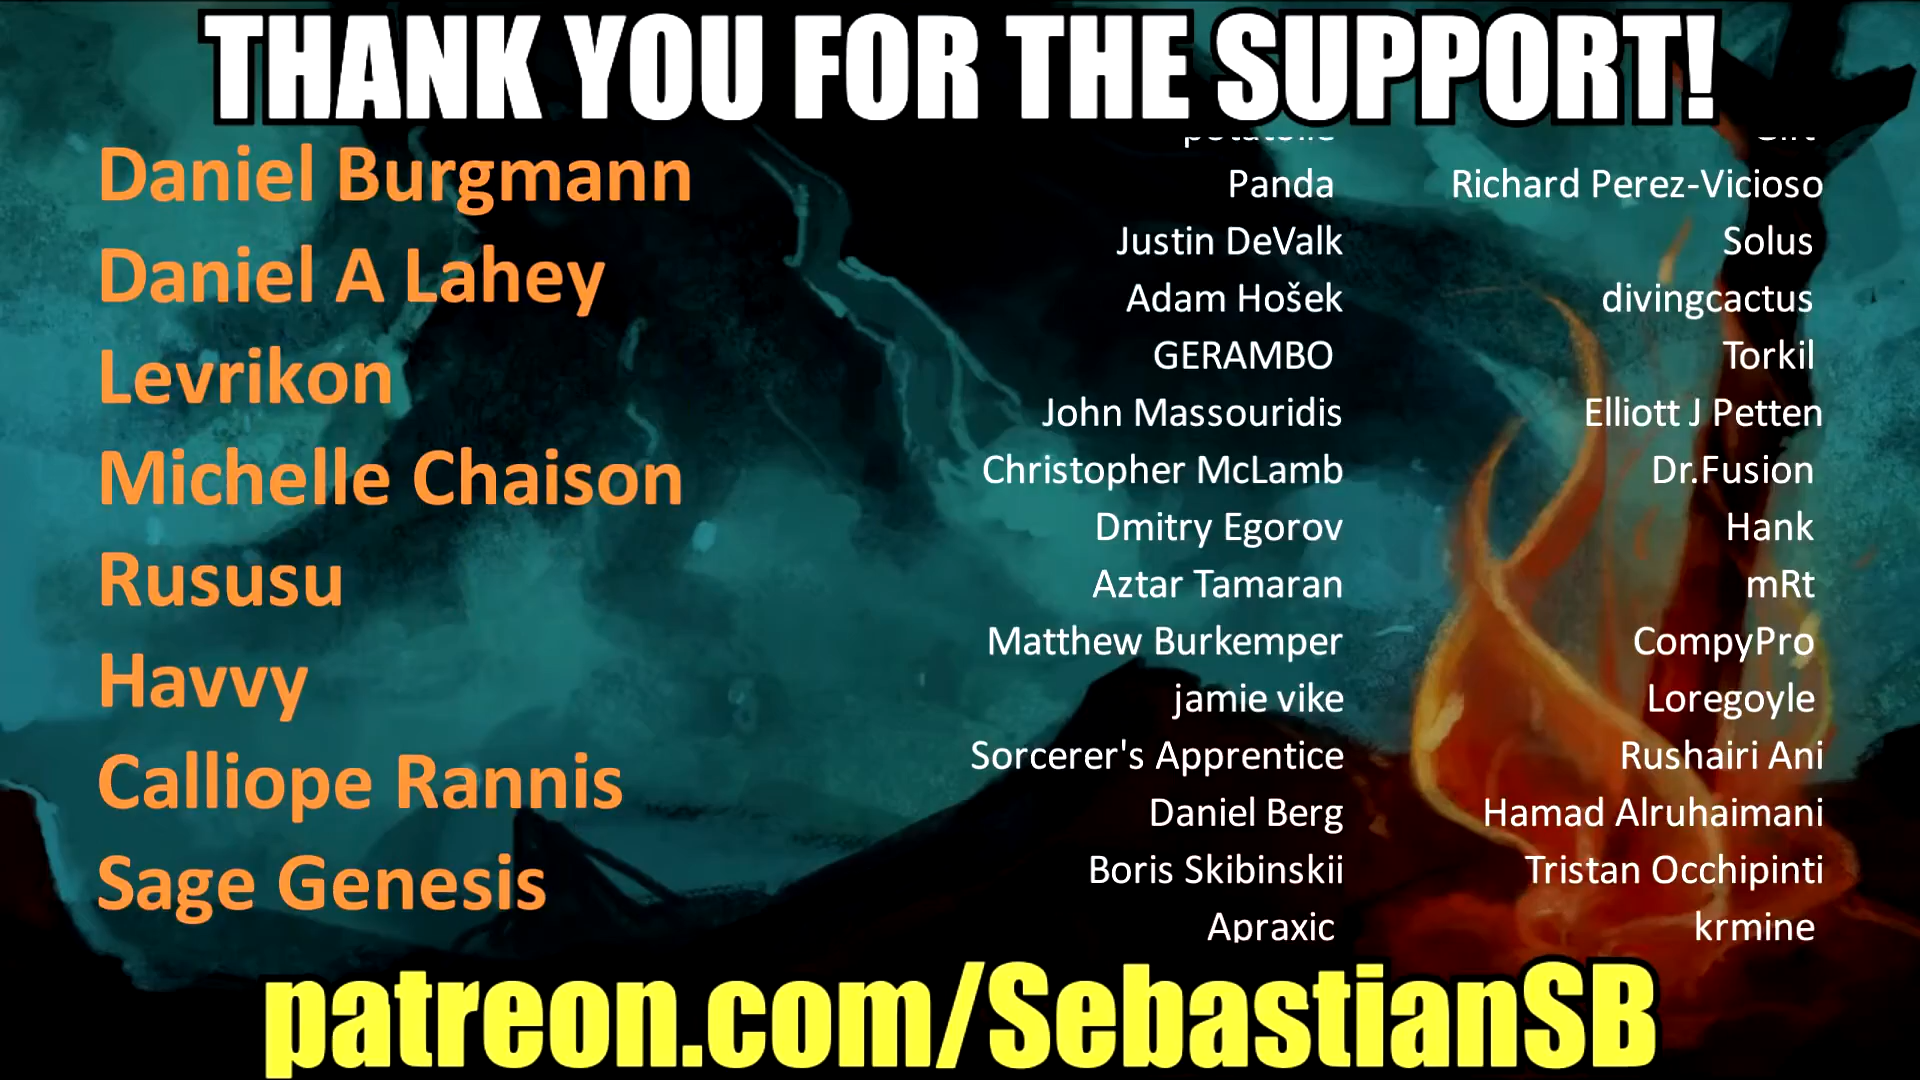 THANK YOU FOR THE SUPPORT!
Daniel Burgmann
Daniel A Lahey
Levrikon
Michelle Chaison
Rususu
Havvy
Calliope Rannis
Sage Genesis
Panda
Justin DeValk
Adam Hošek
GERAMBO
John Massouridis
Christopher McLamb
Dmitry Egorov
Aztar Tamaran
Matthew Burkemper
jamie vike
Sorcerer's Apprentice
Daniel Berg
Boris Skibinskii
Apraxic
Richard Perez-Vicioso
Solus
divingcactus
Torkil
Elliott J Petten
Dr.Fusion
Hank
mRt
CompyPro
Loregoyle
Rushairi Ani
Hamad Alruhaimani
Tristan Occhipinti
krmine
patreon.com/SebastianSB